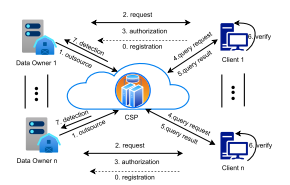 2. request
3. authorization
0. registration
7. detection
1. outsource
4.query request
5.query result
6. verify
Data Owner 1
Client 1
CSP
7. detection
1. outsource
4.query request
5.query result
6. verify
Data Owner n
Client n
2. request
3. authorization
0. registration